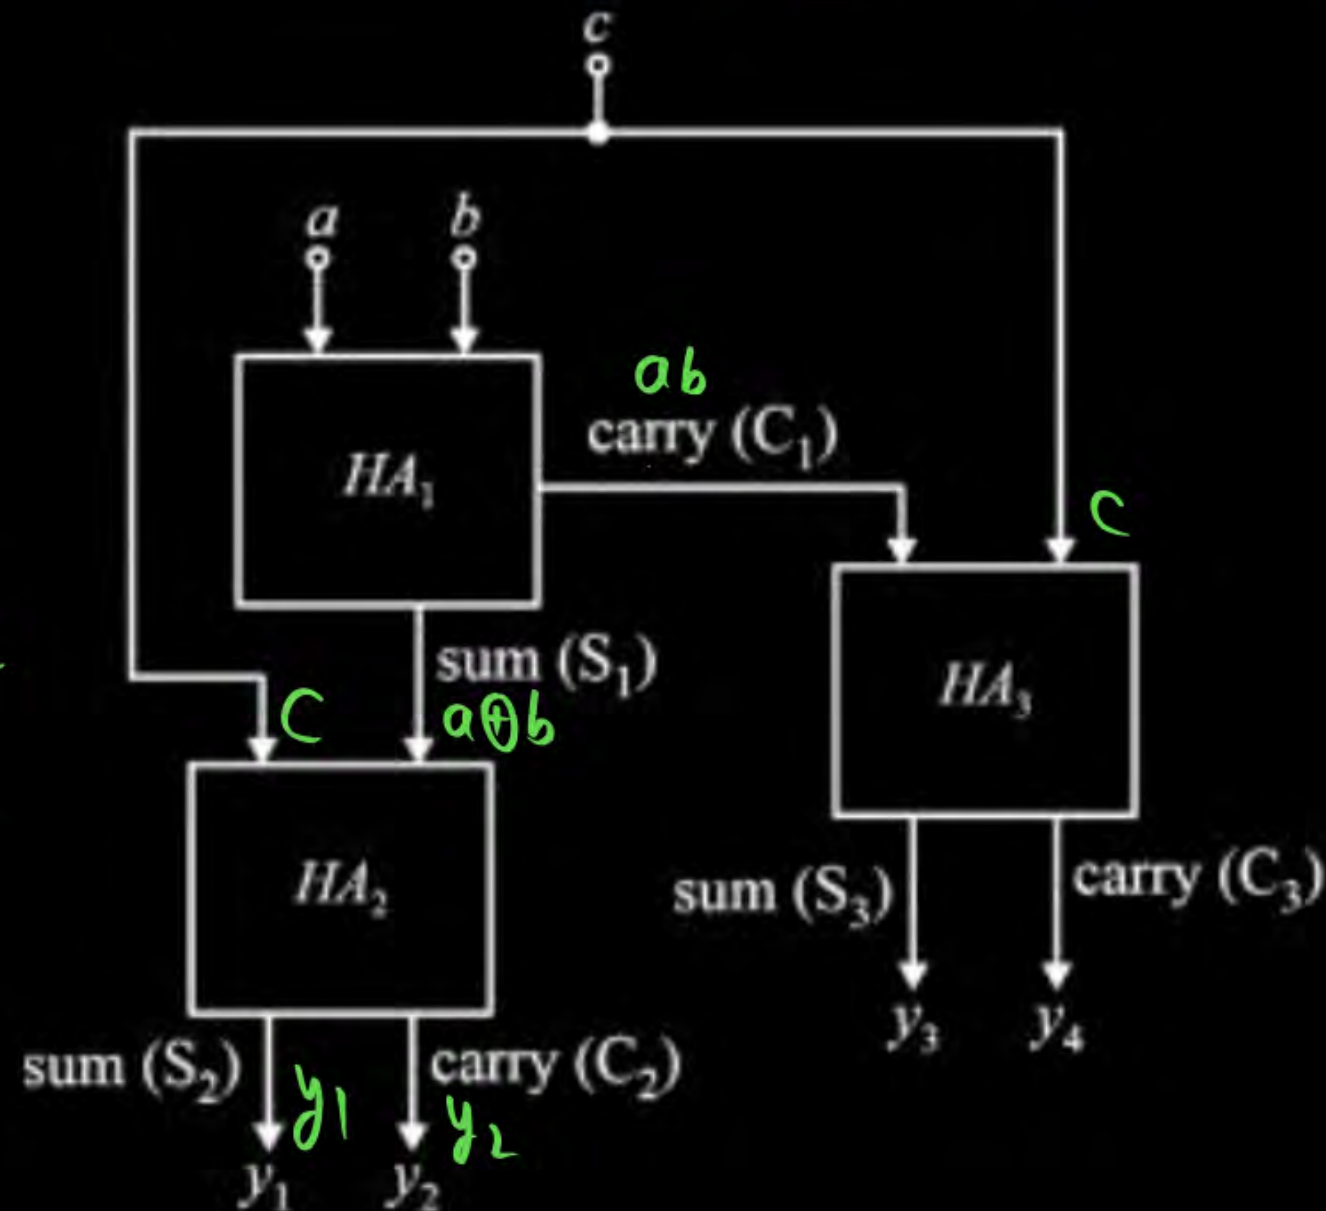 c
a b
ab
carry (C₁)
HA₁
C
sum (S₁)
C a⊕b
HA₃
HA₂
sum (S₃) carry (C₃)
y₃ y₄
sum (S₂) y1 carry (C₂) y₂
y₁ y₂